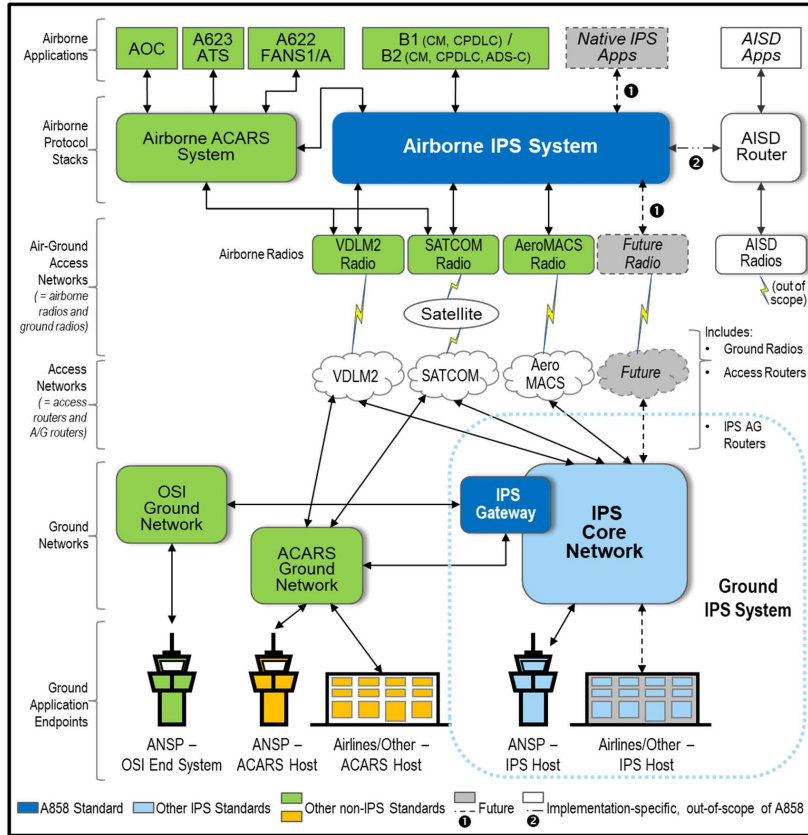 Airborne
Applications
AOC
A623
ATS
A622
FANS1/A
B1 (CM, CPDLC) /
B2 (CM, CPDLC, ADS-C)
Native IPS
Apps
AISD
Apps
❶
Airborne
Protocol
Stacks
Airborne ACARS
System
Airborne IPS System
❷
AISD
Router
❶
Air-Ground
Access
Networks
( = airborne
radios and
ground radios)
Airborne Radios
VDLM2
Radio
SATCOM
Radio
AeroMACS
Radio
Future
Radio
AISD
Radios
(out of
scope)
Satellite
Includes:
• Ground Radios
• Access Routers
• IPS AG
Routers
Access
Networks
(= access
routers and
A/G routers)
VDLM2
SATCOM
Aero
MACS
Future
Ground
Networks
OSI
Ground
Network
ACARS
Ground
Network
IPS
Gateway
IPS
Core
Network
Ground
IPS System
Ground
Application
Endpoints
ANSP –
OSI End System
ANSP –
ACARS Host
Airlines/Other –
ACARS Host
ANSP –
IPS Host
Airlines/Other –
IPS Host
A858 Standard
Other IPS Standards
Other non-IPS Standards
Future
❶
Implementation-specific, out-of-scope of A858
❷